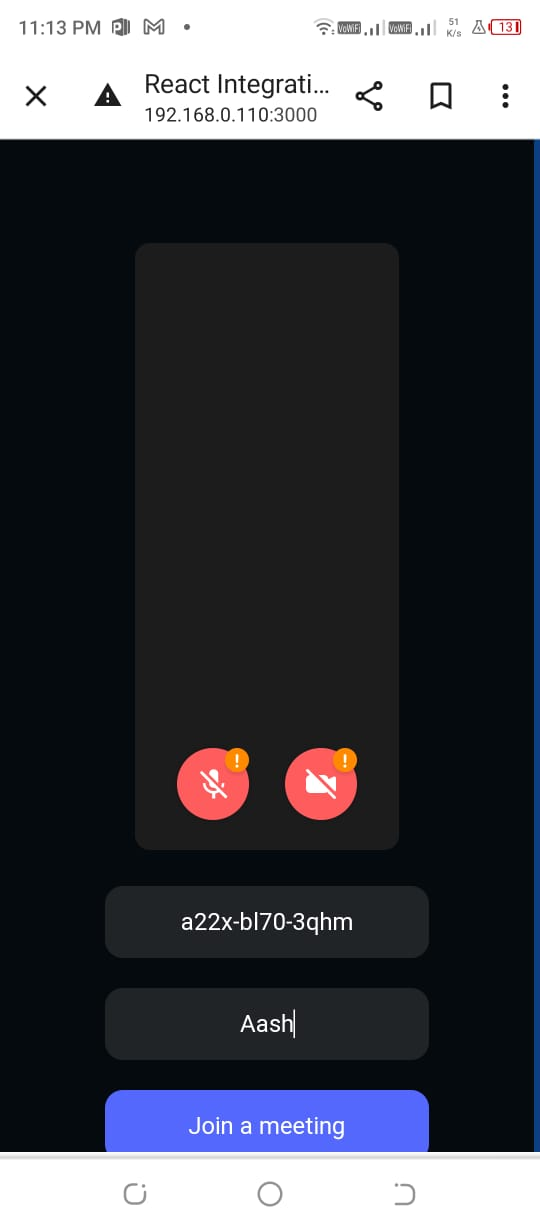 11:13 PM
VoWiFi
VoWiFi
51
K/s
13
React Integrati...
192.168.0.110:3000
!
!
a22x-bl70-3qhm
Aash
Join a meeting